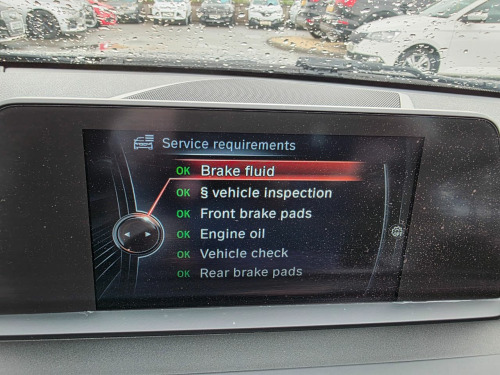 Service requirements
OK Brake fluid
OK § vehicle inspection
OK Front brake pads
OK Engine oil
OK Vehicle check
OK Rear brake pads